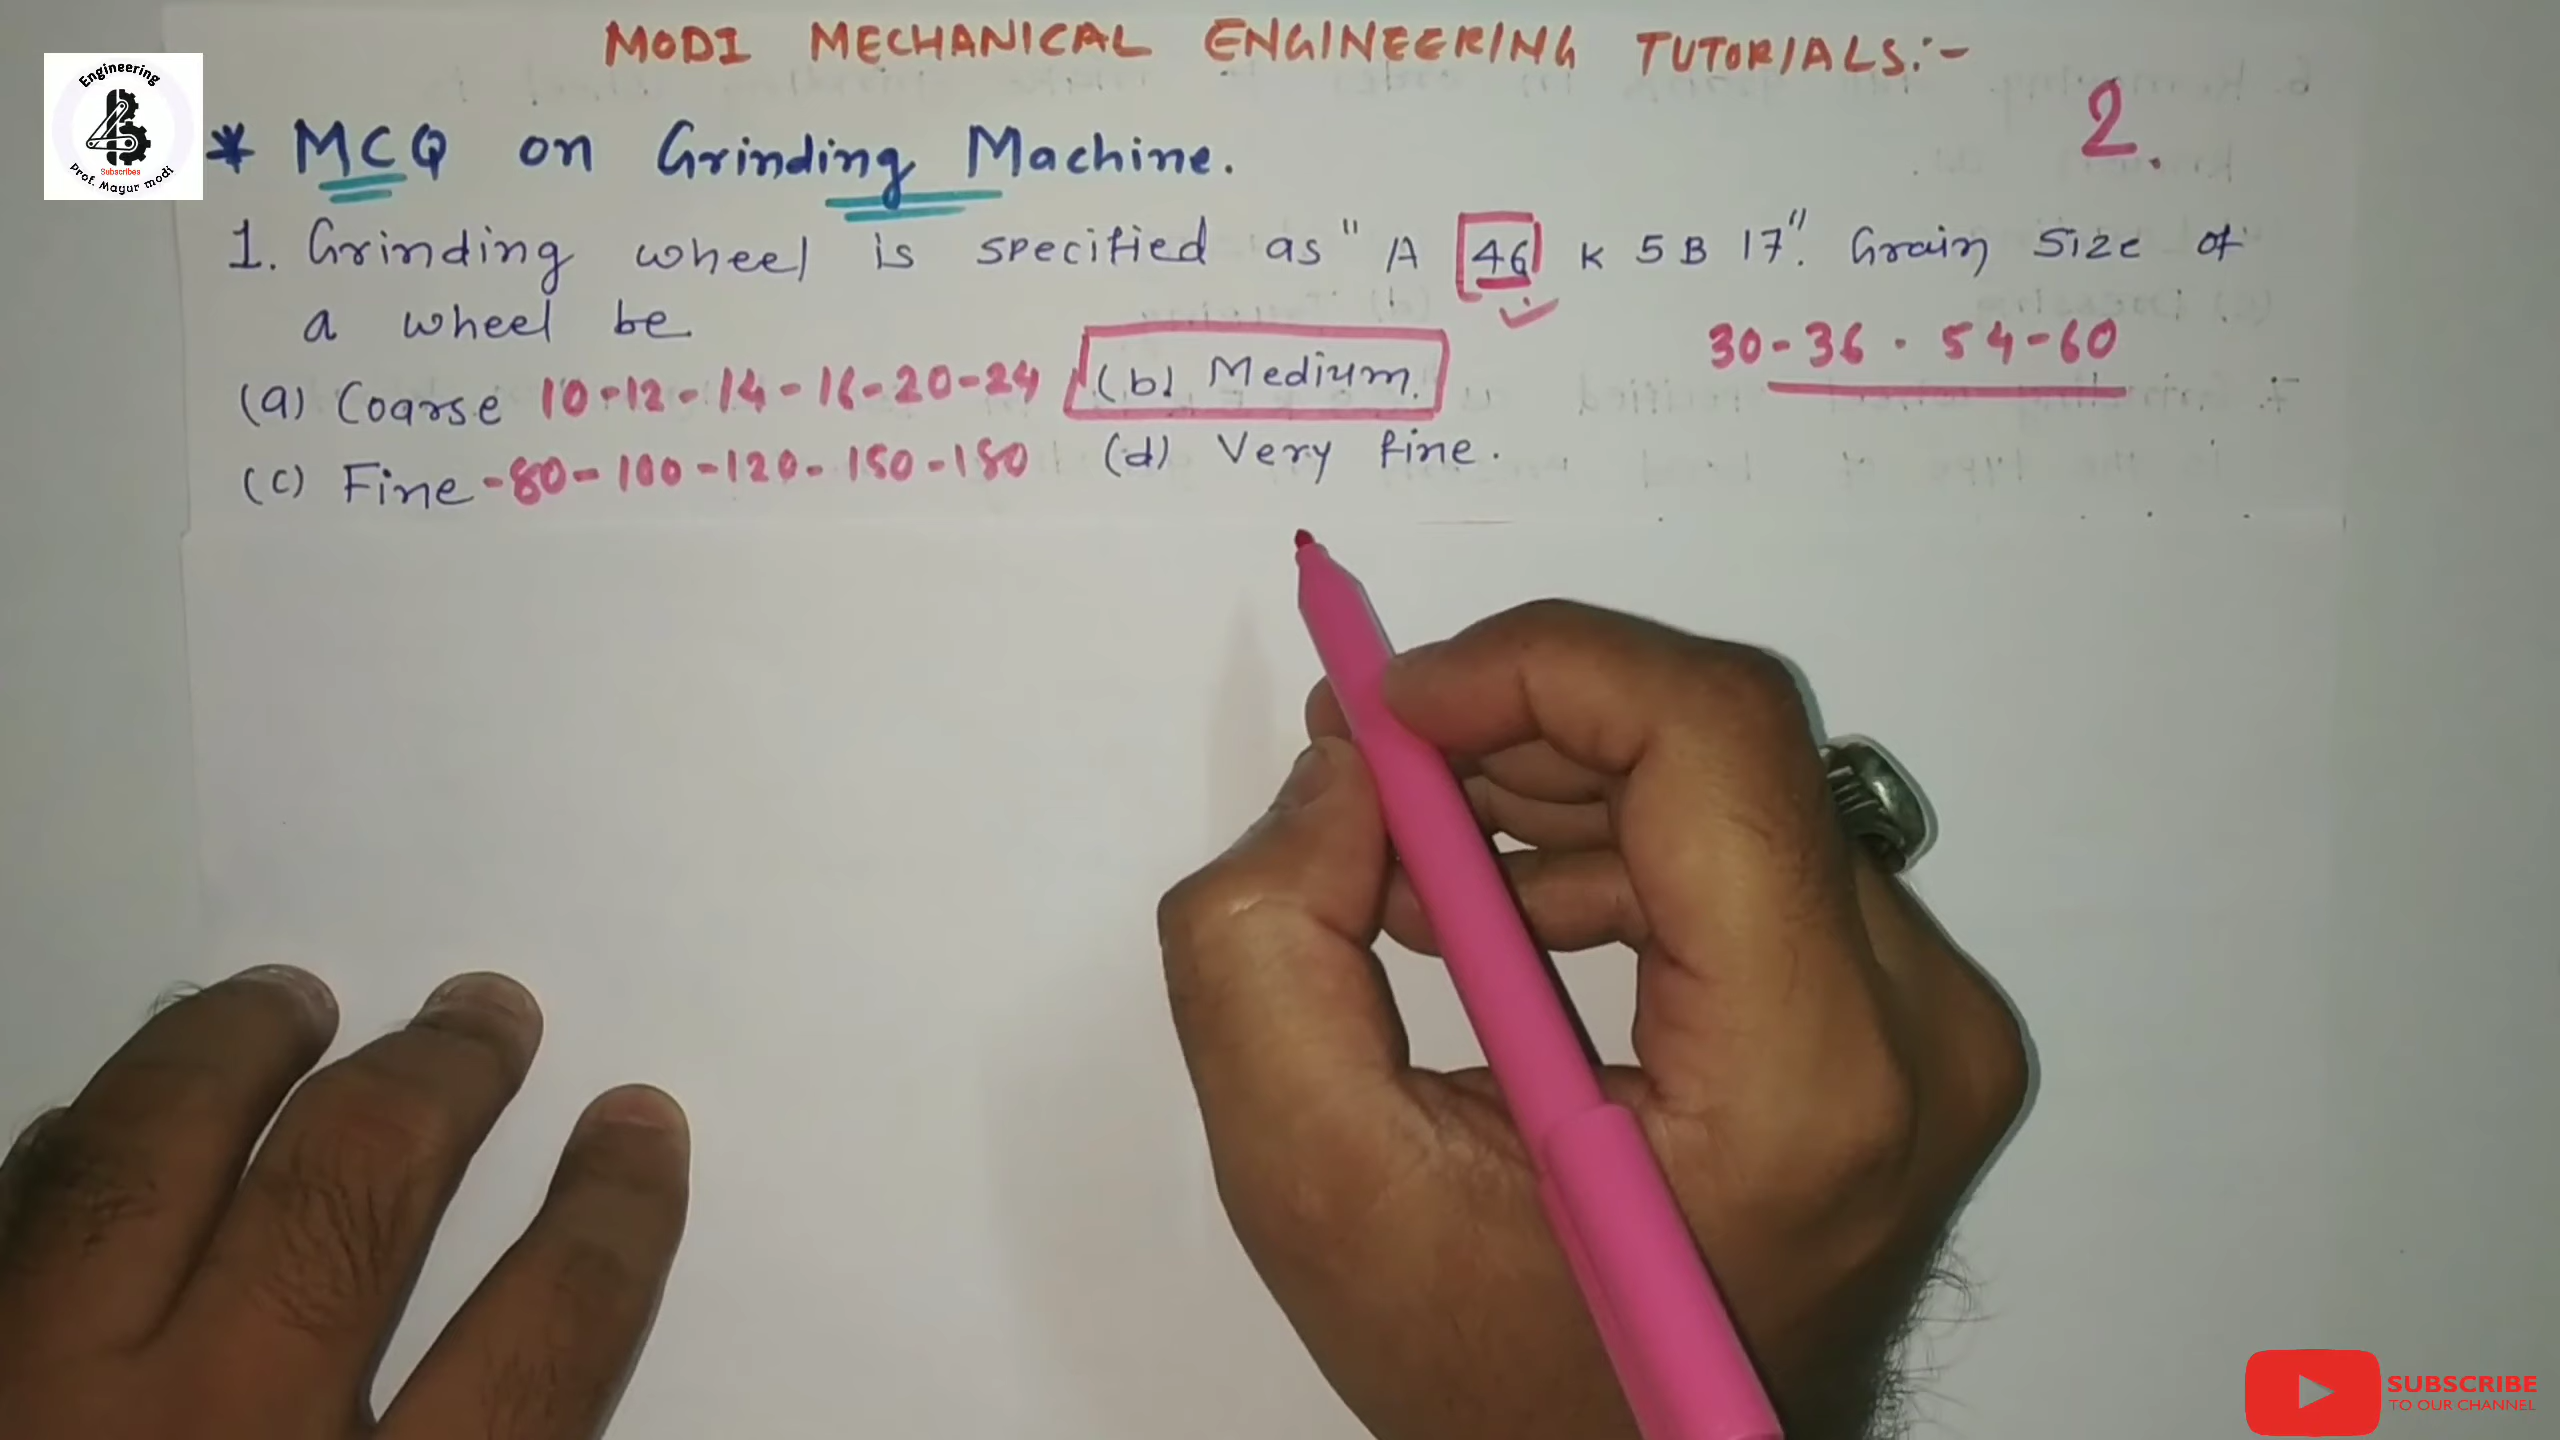 MODI MECHANICAL ENGINEERING TUTORIALS:-
Engineering
Subscribes
Prof. Mayur modi
2.
* MCQ on Grinding Machine.
1. Grinding wheel is specified as "A 46 K 5 B 17". Grain Size of
a wheel be
30-36 - 54-60
(a) Coarse 10-12-14-16-20-24 (b) Medium.
(c) Fine -80-100-120-150-180 (d) Very fine.
SUBSCRIBE
TO OUR CHANNEL